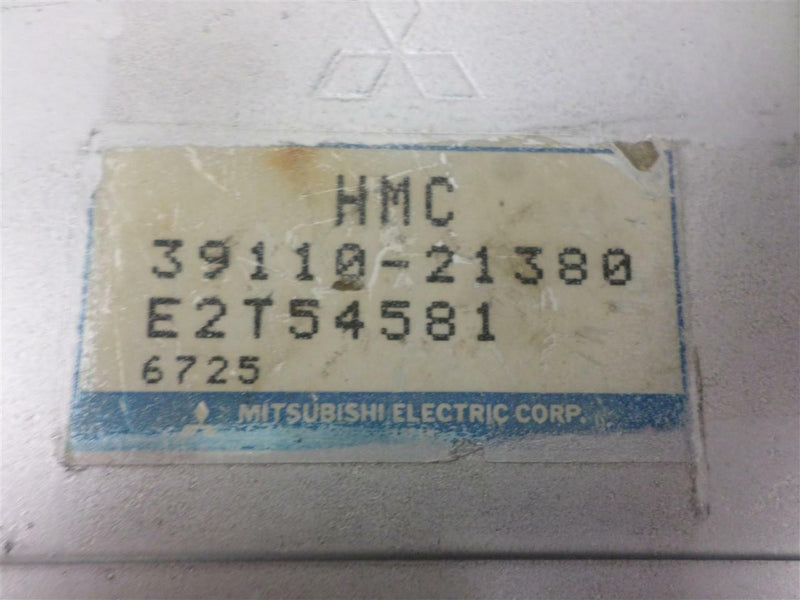 HMC
39110-21380
E2T54581
6725
MITSUBISHI ELECTRIC CORP.